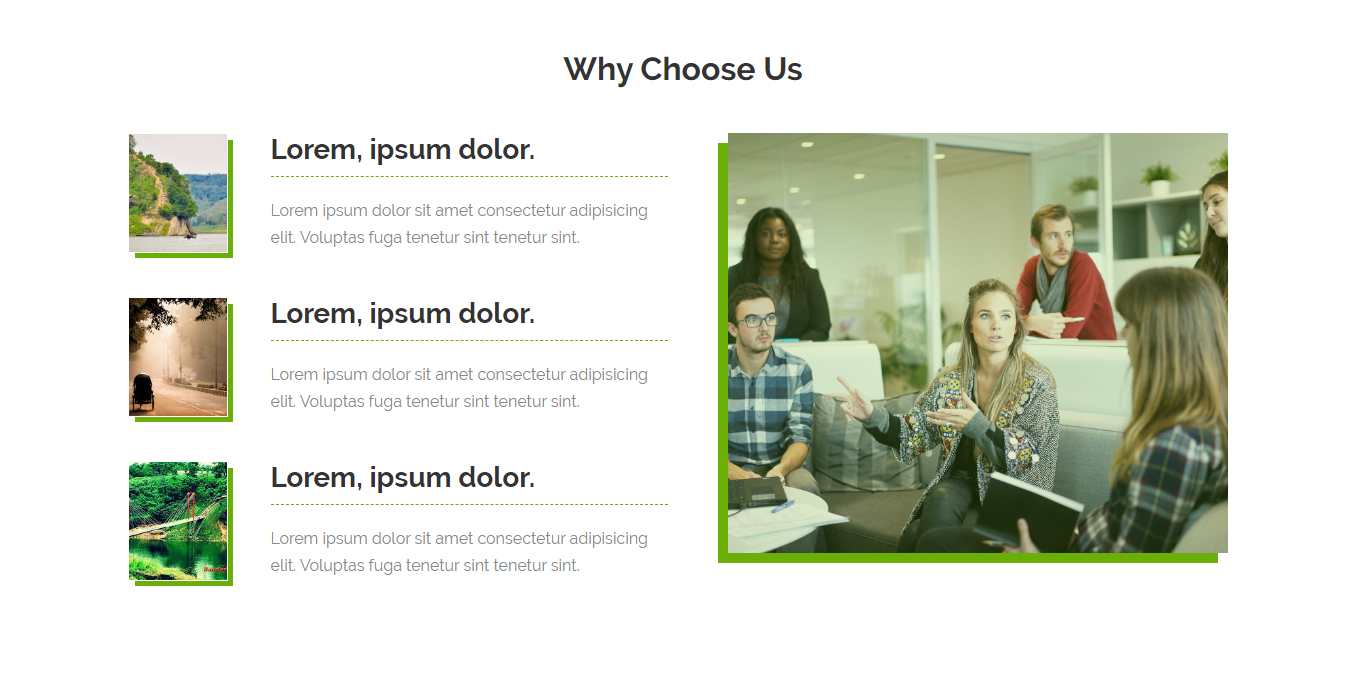 Why Choose Us
Lorem, ipsum dolor.
Lorem ipsum dolor sit amet consectetur adipisicing
elit. Voluptas fuga tenetur sint tenetur sint.
Lorem, ipsum dolor.
Lorem ipsum dolor sit amet consectetur adipisicing
elit. Voluptas fuga tenetur sint tenetur sint.
Lorem, ipsum dolor.
Lorem ipsum dolor sit amet consectetur adipisicing
elit. Voluptas fuga tenetur sint tenetur sint.